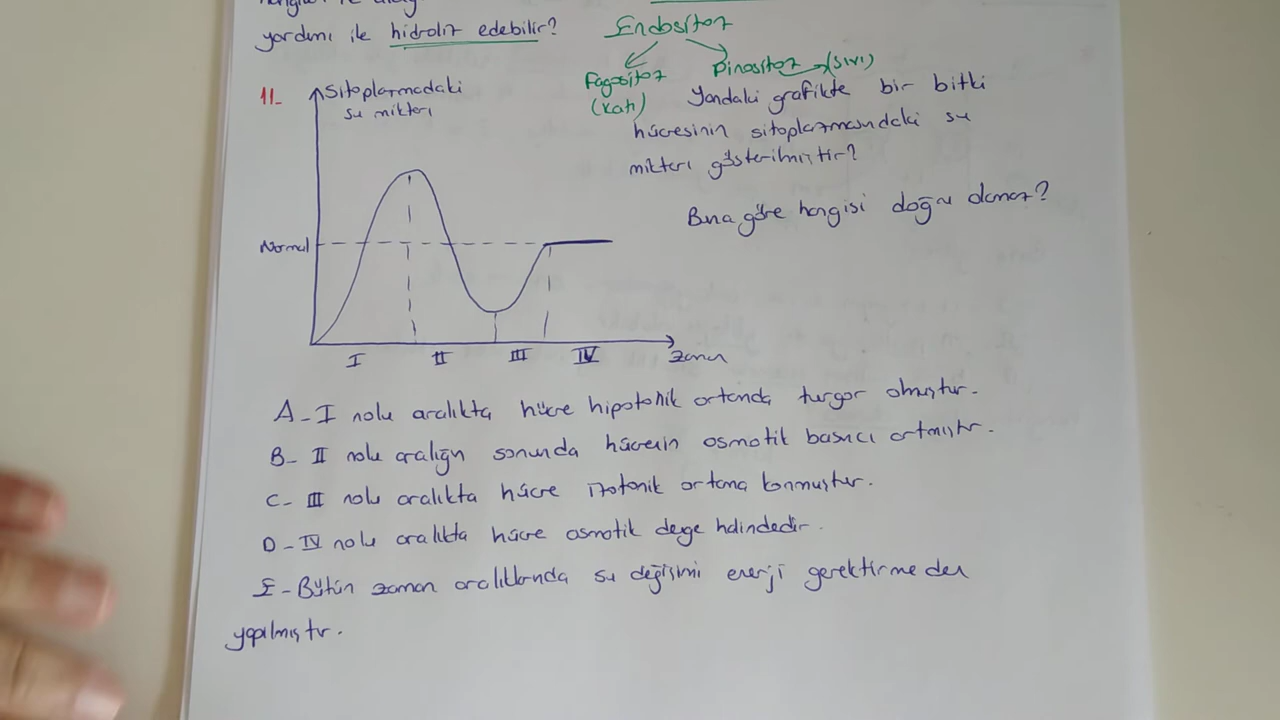 yardımı ile hidroliz edebilir?
Endositoz
Fagositoz
(katı)
Pinositoz → (sıvı)
11-
Sitoplazmadaki
su miktarı
Normal
I II III IV
Zaman
Yandaki grafikte bir bitki
hücresinin sitoplazmasındaki su
miktarı gösterilmiştir?
Buna göre hangisi doğru olamaz?
A- I nolu aralıkta hücre hipotonik ortamda turgor olmuştur.
B- II nolu aralığın sonunda hücrenin osmotik basıncı artmıştır.
C- III nolu aralıkta hücre izotonik ortama konmuştur.
D- IV nolu aralıkta hücre osmotik denge halindedir.
E- Bütün zaman aralıklarında su değişimi enerji gerektirmeden
yapılmıştır.